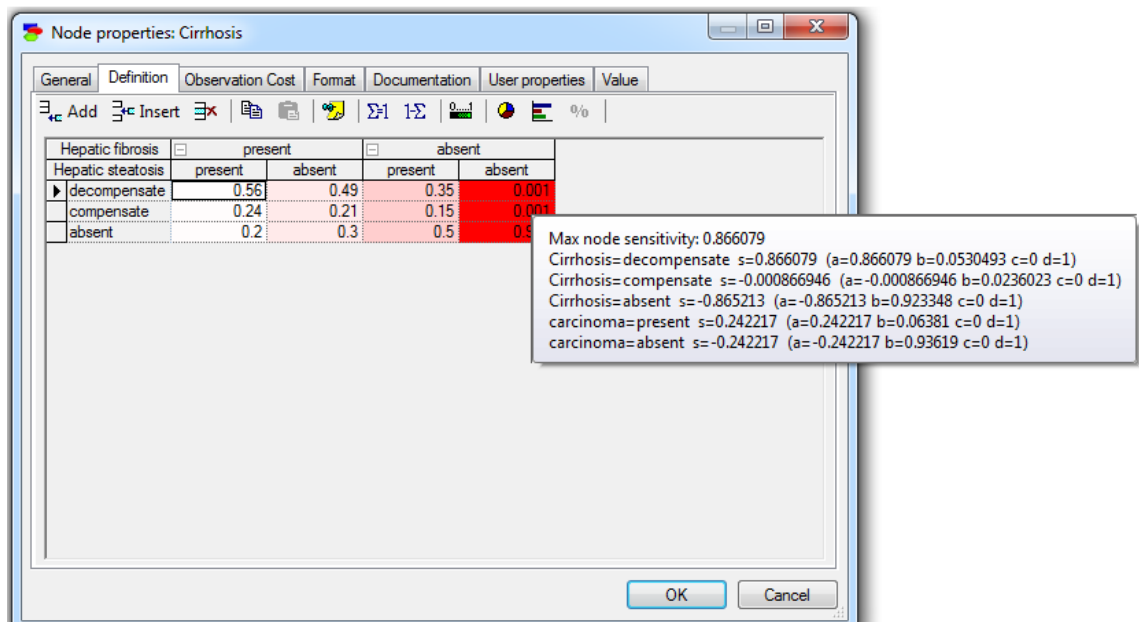 Node properties: Cirrhosis
General Definition Observation Cost Format Documentation User properties Value
Add Insert Σ=1 1-Σ 0...1 %
Hepatic fibrosis present absent
Hepatic steatosis present absent present absent
decompensate 0.56 0.49 0.35 0.001
compensate 0.24 0.21 0.15 0.001
absent 0.2 0.3 0.5
Max node sensitivity: 0.866079
Cirrhosis=decompensate s=0.866079 (a=0.866079 b=0.0530493 c=0 d=1)
Cirrhosis=compensate s=-0.000866946 (a=-0.000866946 b=0.0236023 c=0 d=1)
Cirrhosis=absent s=-0.865213 (a=-0.865213 b=0.923348 c=0 d=1)
carcinoma=present s=0.242217 (a=0.242217 b=0.06381 c=0 d=1)
carcinoma=absent s=-0.242217 (a=-0.242217 b=0.93619 c=0 d=1)
OK Cancel